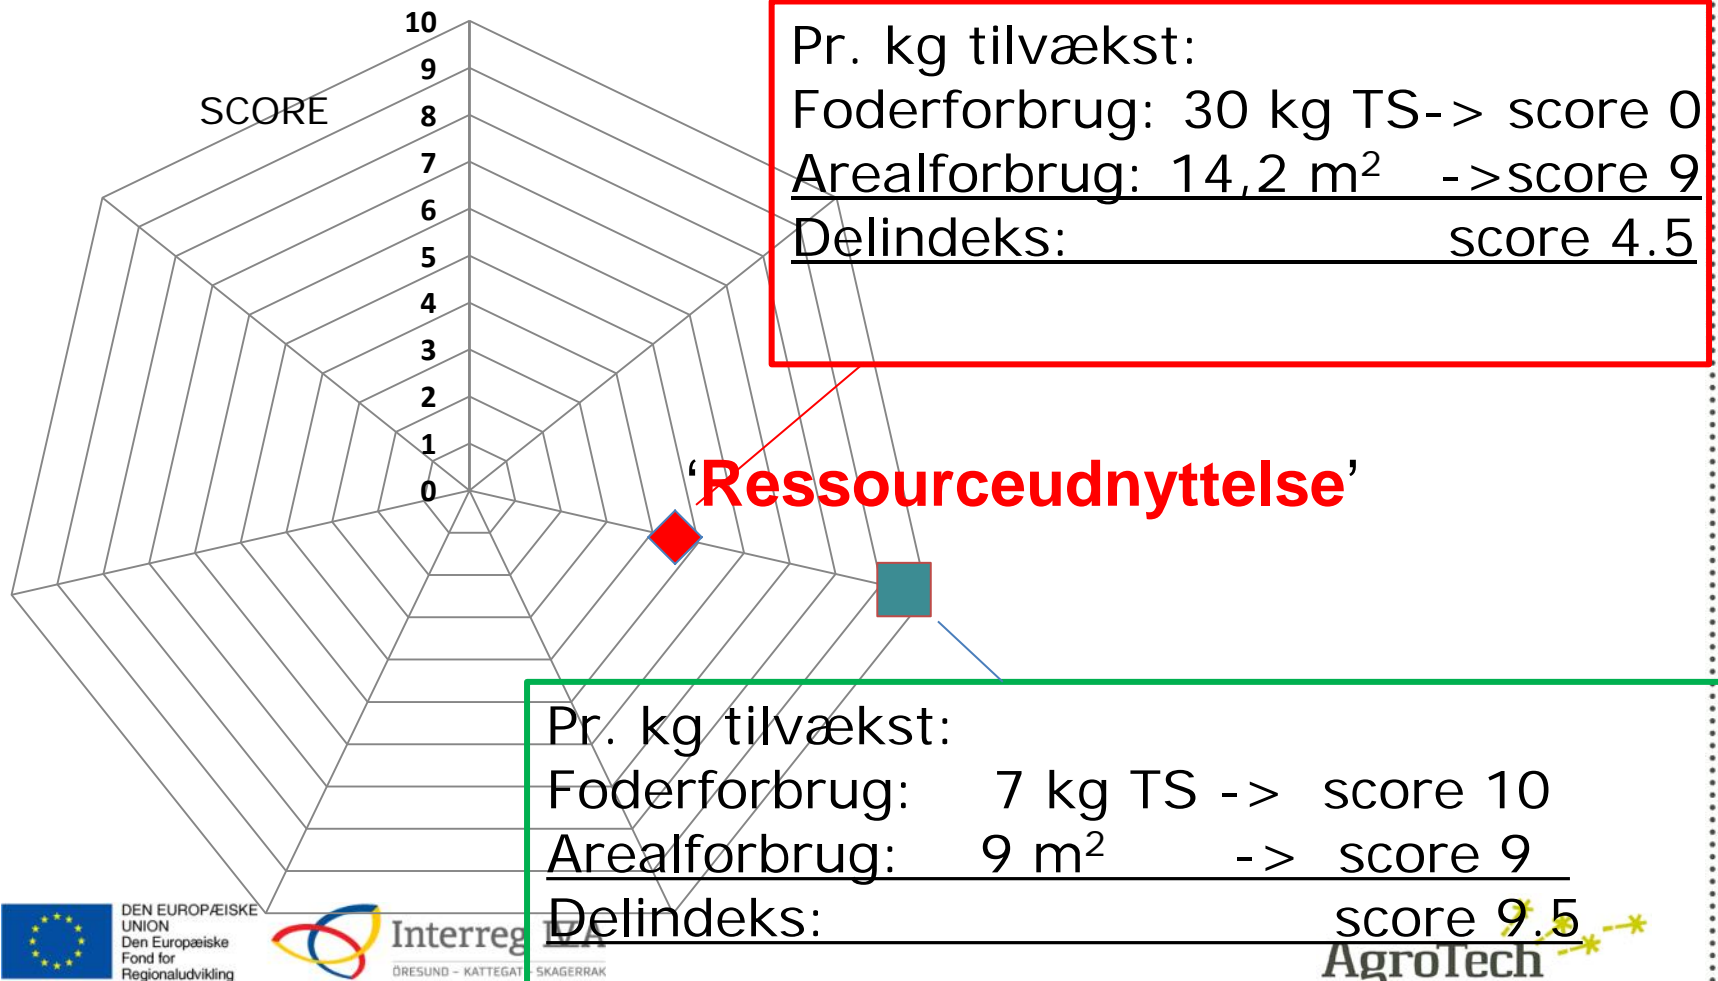 10
9
8
7
6
5
4
3
2
1
0
SCORE
Pr. kg tilvækst:
Foderforbrug: 30 kg TS-> score 0
Arealforbrug: 14,2 m² ->score 9
Delindeks: score 4.5
‘Ressourceudnyttelse’
Pr. kg tilvækst:
Foderforbrug: 7 kg TS -> score 10
Arealforbrug: 9 m² -> score 9
Delindeks: score 9.5
DEN EUROPÆISKE
UNION
Den Europæiske
Fond for
Regionaludvikling
Interreg IVA
ÖRESUND – KATTEGAT – SKAGERRAK
AgroTech